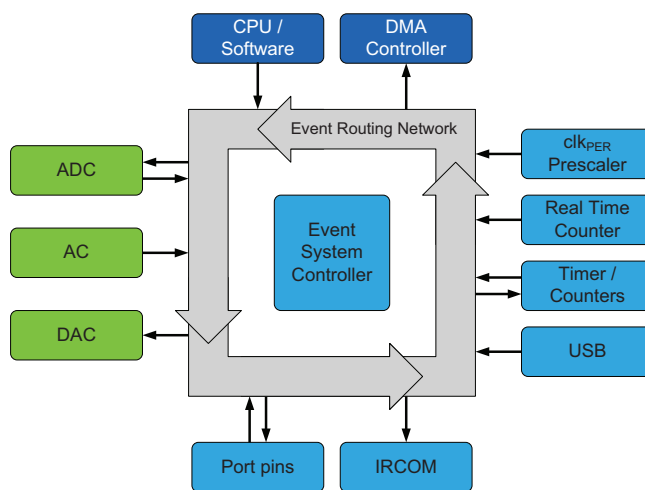 CPU /
Software
DMA
Controller
Event Routing Network
ADC
clkPER
Prescaler
Real Time
Counter
AC
Event
System
Controller
Timer /
Counters
DAC
USB
Port pins
IRCOM